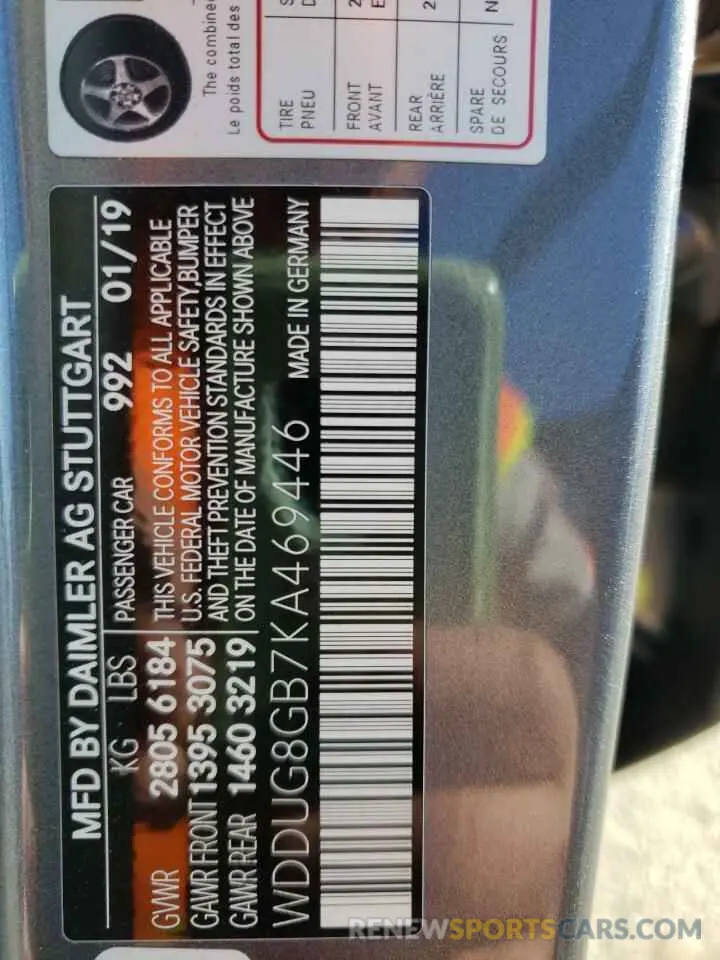 MFD BY DAIMLER AG STUTTGART
KG LBS PASSENGER CAR 992 01/19
GVWR 2805 6184 THIS VEHICLE CONFORMS TO ALL APPLICABLE
U.S. FEDERAL MOTOR VEHICLE SAFETY,BUMPER
GAWR FRONT 1395 3075 AND THEFT PREVENTION STANDARDS IN EFFECT
GAWR REAR 1460 3219 ON THE DATE OF MANUFACTURE SHOWN ABOVE
WDDUG8GB7KA469446 MADE IN GERMANY
The combine
Le poids total des
TIRE
PNEU
FRONT
AVANT
REAR
ARRIÈRE
SPARE
DE SECOURS
RENEWSPORTSCARS.COM